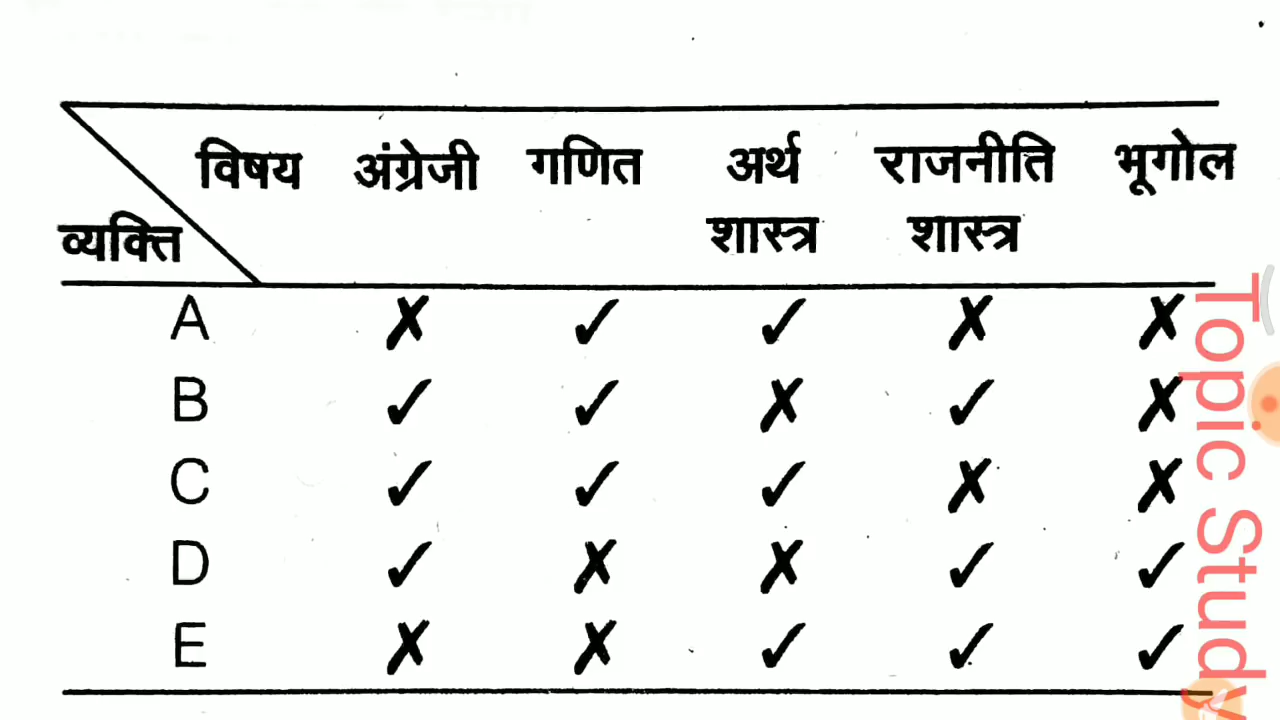 विषय अंग्रेजी गणित अर्थ शास्त्र राजनीति शास्त्र भूगोल
व्यक्ति
A ✗ ✓ ✓ ✗ ✗
B ✓ ✓ ✗ ✓ ✗
C ✓ ✓ ✓ ✗ ✗
D ✓ ✗ ✗ ✓ ✓
E ✗ ✗ ✓ ✓ ✓
Topic Study